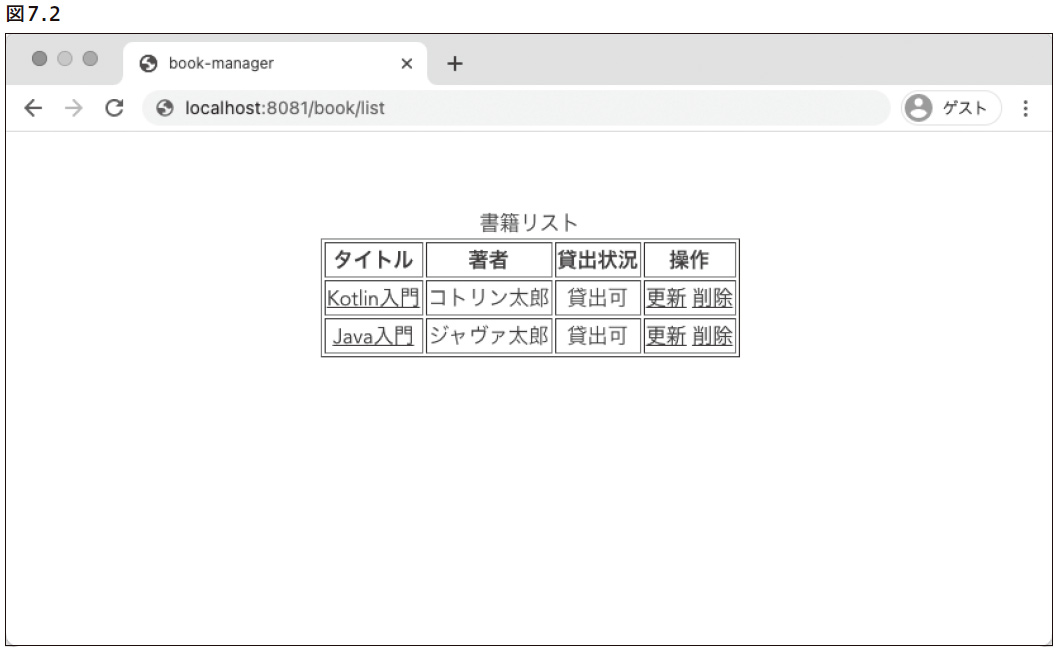 図7.2
book-manager
localhost:8081/book/list
ゲスト
書籍リスト
タイトル 著者 貸出状況 操作
Kotlin入門 コトリン太郎 貸出可 更新 削除
Java入門 ジャヴァ太郎 貸出可 更新 削除